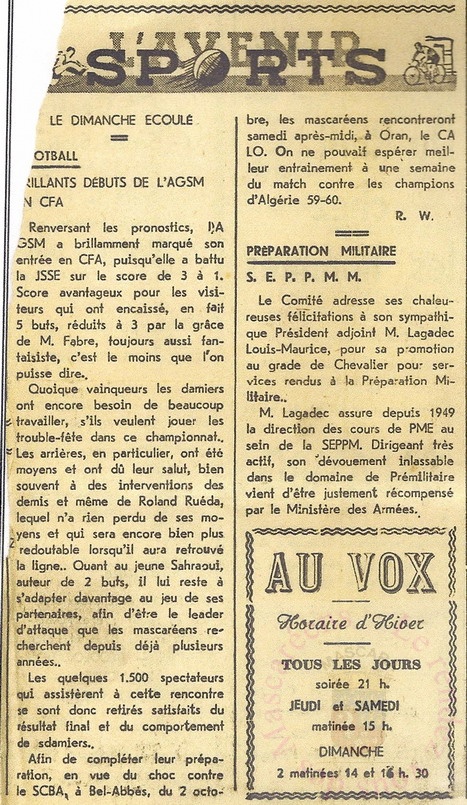 L'AVENIR
SPORTS
LE DIMANCHE ECOULÉ
OTBALL
RILLANTS DÉBUTS DE L'AGSM
N CFA
Renversant les pronostics, l'A
GSM a brillamment marqué son
entrée en CFA, puisqu'elle a battu
la JSSE sur le score de 3 à 1.
Score avantageux pour les visi-
teurs qui ont encaissé, en fait
5 buts, réduits à 3 par la grâce
de M. Fabre, toujours aussi fan-
taisiste, c'est le moins que l'on
puisse dire..
Quoique vainqueurs les damiers
ont encore besoin de beaucoup
travailler, s'ils veulent jouer les
trouble-fête dans ce championnat..
Les arrières, en particulier, ont été
moyens et ont dû leur salut, bien
souvent à des interventions des
demis et même de Roland Ruéda,
lequel n'a rien perdu de ses mo-
yens et qui sera encore bien plus
redoutable lorsqu'il aura retrouvé
la ligne.. Quant au jeune Sahraoui,
auteur de 2 buts, il lui reste à
s'adapter davantage au jeu de ses
partenaires, afin d'être le leader
d'attaque que les mascaréens re-
cherchent depuis déjà plusieurs
années..
Les quelques 1.500 spectateurs
qui assistèrent à cette rencontre
se sont donc retirés satisfaits du
résultat final et du comportement
de sdamiers..
Afin de compléter leur prépa-
ration, en vue du choc contre
le SCBA, à Bel-Abbés, du 2 octo-
bre, les mascaréens rencontreront
samedi après-midi, à Oran, le CA
LO. On ne pouvait espérer meil-
leur entrainement à une semaine
du match contre les champions
d'Algérie 59-60.
R. W.
PRÉPARATION MILITAIRE
S. E. P. P. M. M.
Le Comité adresse ses chaleu-
reuses félicitations à son sympathi-
que Président adjoint M. Lagadec
Louis-Maurice, pour sa promotion
au grade de Chevalier pour ser-
vices rendus à la Préparation Mi-
litaire..
M. Lagadec assure depuis 1949
la direction des cours de PME au
sein de la SEPPM. Dirigeant très
actif, son dévouement inlassable
dans le domaine de Prémilitaire
vient d'être justement récompensé
par le Ministère des Armées.
AU VOX
Horaire d'Hiver
TOUS LES JOURS
soirée 21 h.
JEUDI et SAMEDI
matinée 15 h.
DIMANCHE
2 matinées 14 et 16 h. 30